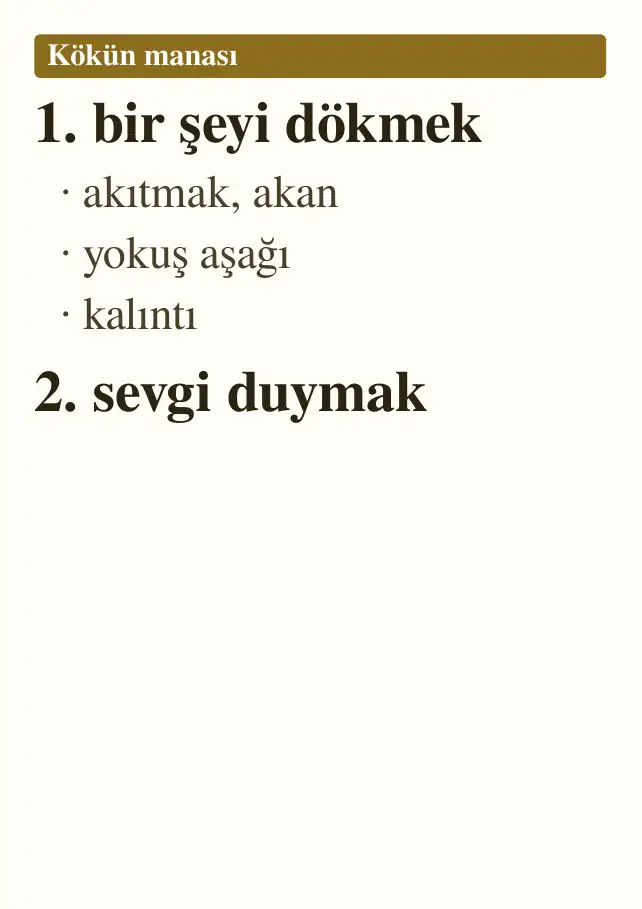 Kökün manası
1. bir şeyi dökmek
· akıtmak, akan
· yokuş aşağı
· kalıntı
2. sevgi duymak